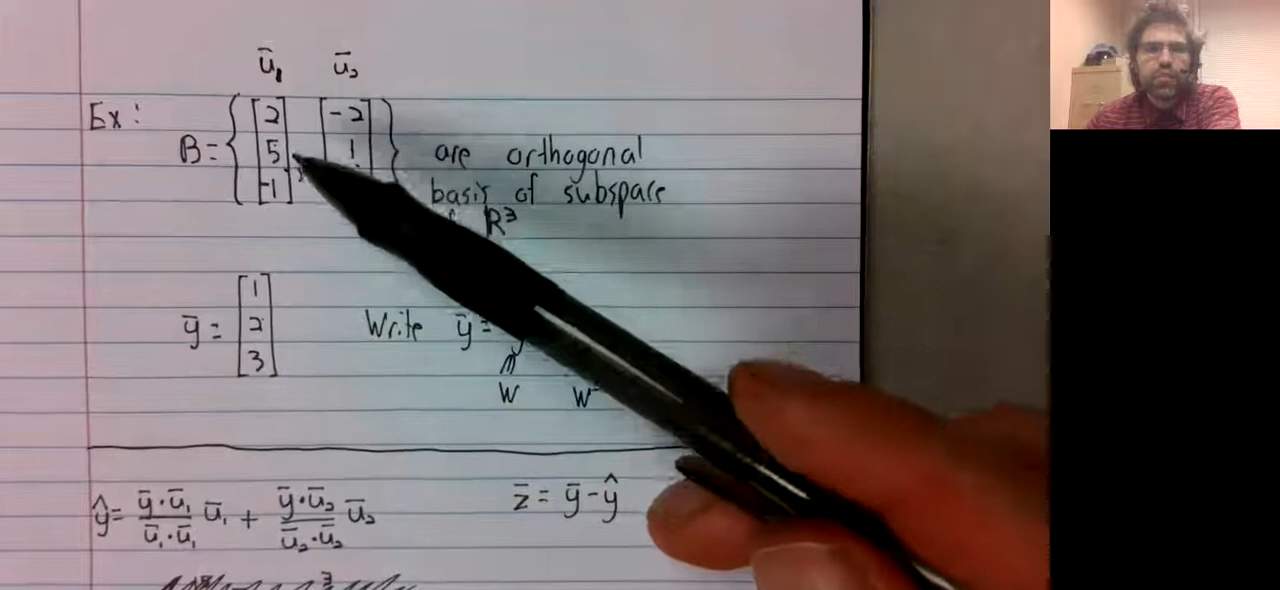 ū₁ ū₂
Ex:
B = { [2 5 -1], [-2 1 } are orthogonal
basis of subspace
ℝ³
ȳ = [1 2 3] Write ȳ =
W W
ŷ = ȳ·ū₁/ū₁·ū₁ ū₁ + ȳ·ū₂/ū₂·ū₂ ū₂ z̄ = ȳ - ŷ